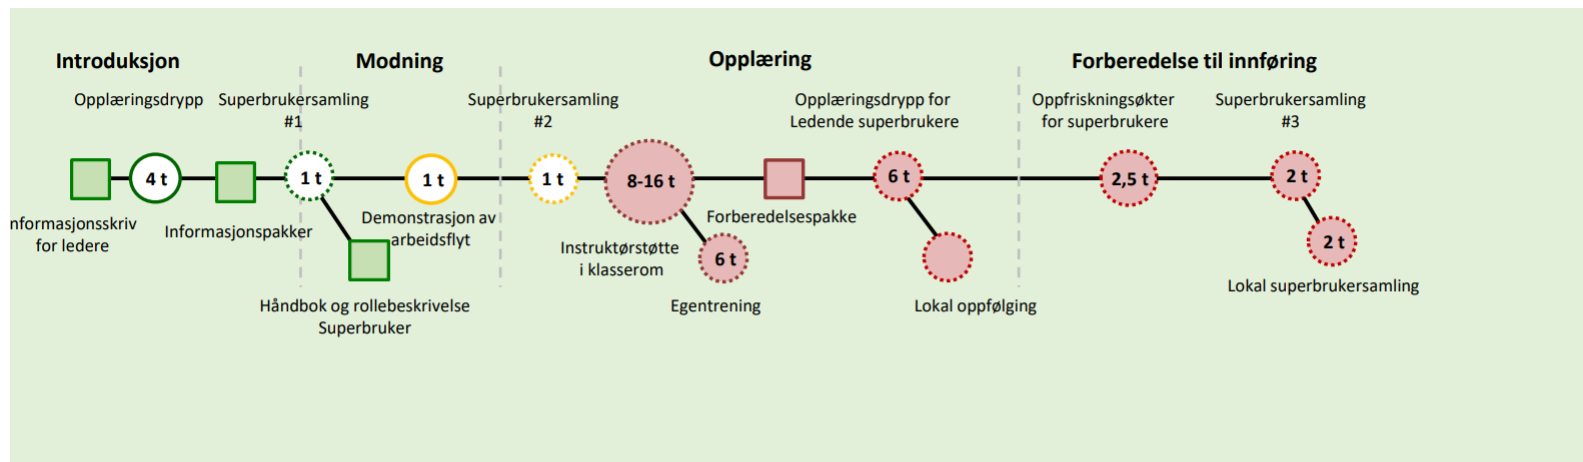 Introduksjon
Modning
Opplæring
Forberedelse til innføring
Opplæringsdrypp
Superbrukersamling
#1
Superbrukersamling
#2
Opplæringsdrypp for
Ledende superbrukere
Oppfriskningsøkter
for superbrukere
Superbrukersamling
#3
4 t
1 t
1 t
1 t
8-16 t
6 t
2,5 t
2 t
nformasjonsskriv
for ledere
Informasjonspakker
Demonstrasjon av
arbeidsflyt
Instruktørstøtte
i klasserom
6 t
Forberedelsespakke
2 t
Håndbok og rollebeskrivelse
Superbruker
Egentrening
Lokal oppfølging
Lokal superbrukersamling